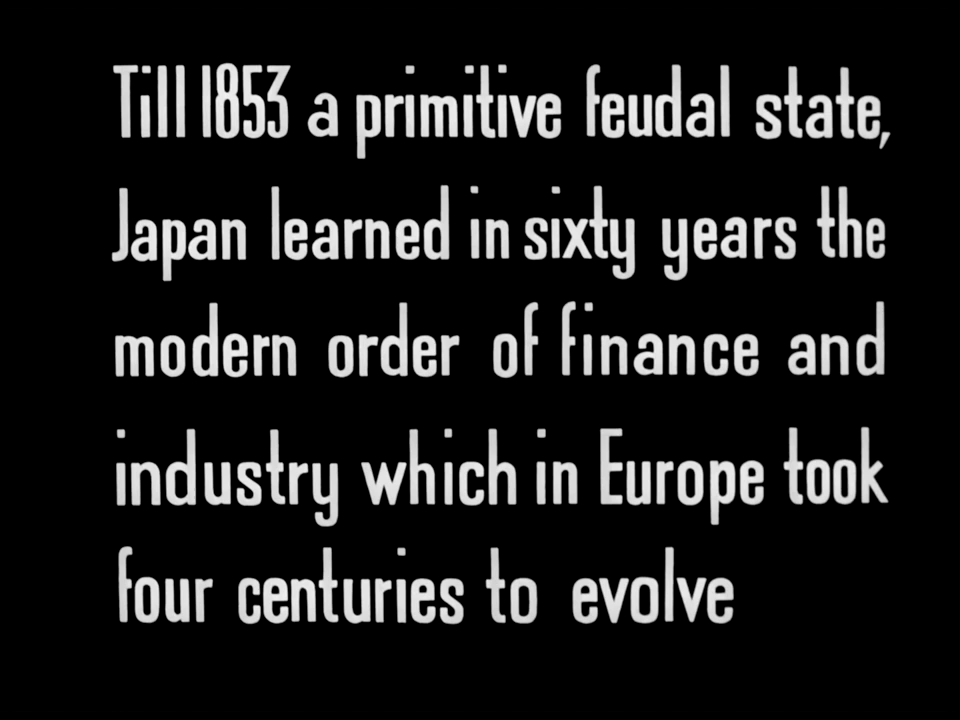 Till 1853 a primitive feudal state,
Japan learned in sixty years the
modern order of finance and
industry which in Europe took
four centuries to evolve